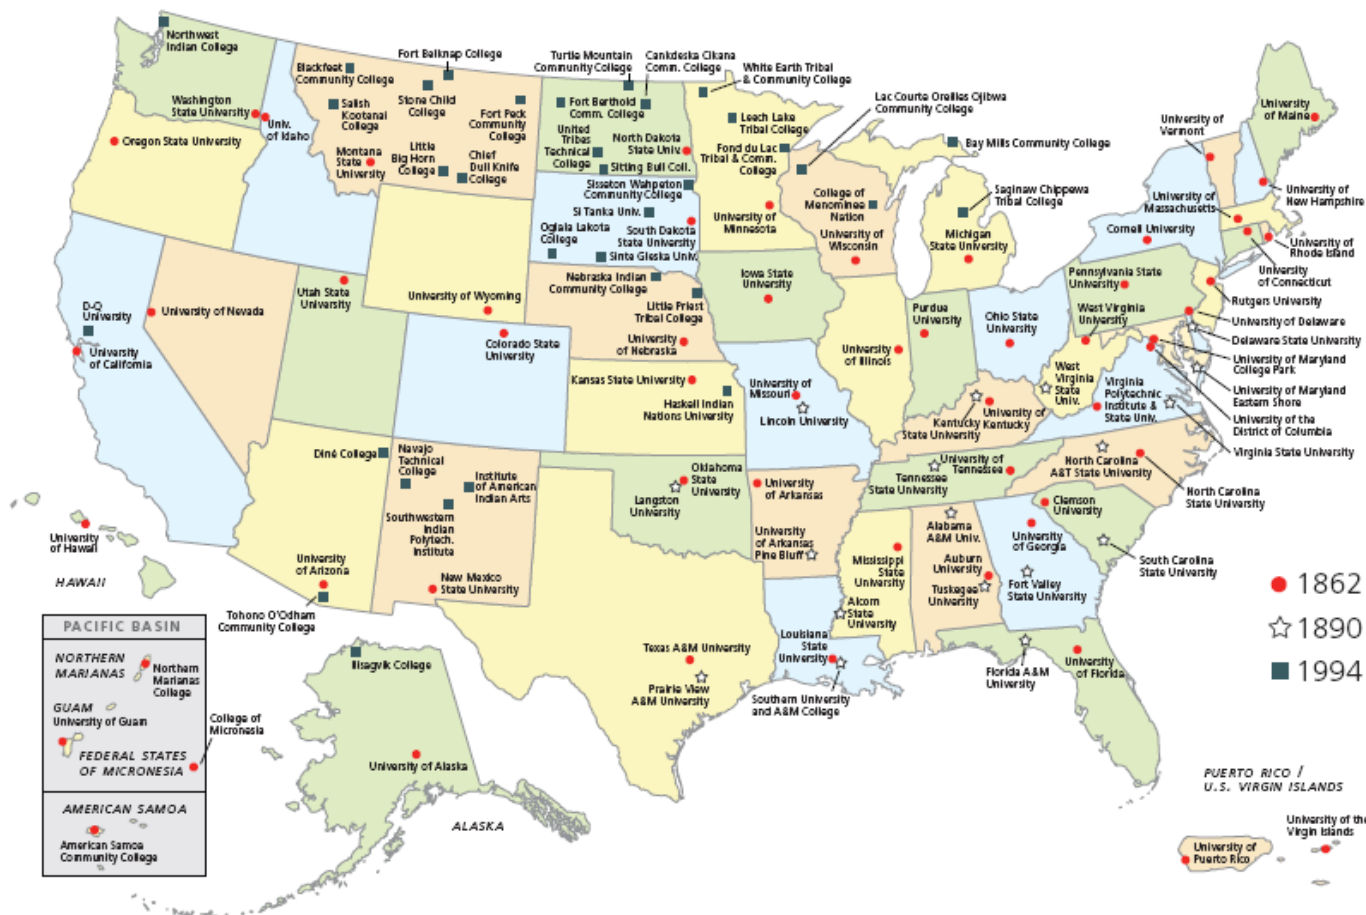 Northwest
Indian College
Washington
State University
Univ.
of Idaho
Oregon State University
Blackfeet
Community College
Fort Belknap College
Salish
Kootenai
College
Stone Child
College
Fort Peck
Community
College
Montana
State
University
Little
Big Horn
College
Chief
Dull Knife
College
Turtle Mountain
Community College
Cankdeska Cikana
Comm. College
Fort Berthold
Comm. College
United
Tribes
Technical
College
North Dakota
State Univ.
Sitting Bull Coll.
Sisseton Wahpeton
Community College
Si Tanka Univ.
Oglala Lakota
College
South Dakota
State University
Sinte Gleska Univ.
White Earth Tribal
& Community College
Leech Lake
Tribal College
Fond du Lac
Tribal & Comm.
College
University of
Minnesota
Lac Courte Oreilles Ojibwa
Community College
College of
Menominee
Nation
University of
Wisconsin
Bay Mills Community College
Saginaw Chippewa
Tribal College
Michigan
State University
University of
Vermont
University
of Maine
University of
New Hampshire
University of
Massachusetts
Cornell University
University of
Rhode Island
University
of Connecticut
Pennsylvania State
University
Rutgers University
University of Delaware
Delaware State University
University of Maryland
College Park
University of Maryland
Eastern Shore
University of the
District of Columbia
Virginia State University
West Virginia
University
West
Virginia
State
Univ.
Virginia
Polytechnic
Institute &
State Univ.
D-Q
University
University
of California
University of Nevada
Utah State
University
University of Wyoming
Colorado State
University
Nebraska Indian
Community College
Little Priest
Tribal College
University
of Nebraska
Kansas State University
Haskell Indian
Nations University
Iowa State
University
University of
Missouri
Lincoln University
University
of Illinois
Purdue
University
Ohio State
University
Kentucky
State University
University of
Kentucky
University of
Tennessee
Tennessee
State University
North Carolina
A&T State University
North Carolina
State University
Clemson
University
South Carolina
State University
Diné College
Navajo
Technical
College
Institute
of American
Indian Arts
Southwestern
Indian
Polytech.
Institute
University
of Arizona
New Mexico
State University
Tohono O'Odham
Community College
Oklahoma
State
University
Langston
University
University
of Arkansas
University
of Arkansas
Pine Bluff
Mississippi
State
University
Alcorn
State
University
Alabama
A&M Univ.
Auburn
University
Tuskegee
University
University
of Georgia
Fort Valley
State University
Texas A&M University
Prairie View
A&M University
Louisiana
State
University
Southern University
and A&M College
Florida A&M
University
University
of Florida
University
of Hawaii
HAWAII
PACIFIC BASIN
NORTHERN
MARIANAS
Northern
Marianas
College
GUAM
University of Guam
FEDERAL STATES
OF MICRONESIA
College of
Micronesia
AMERICAN SAMOA
American Samoa
Community College
Ilisagvik College
University of Alaska
ALASKA
1862
1890
1994
PUERTO RICO /
U.S. VIRGIN ISLANDS
University of the
Virgin Islands
University of
Puerto Rico